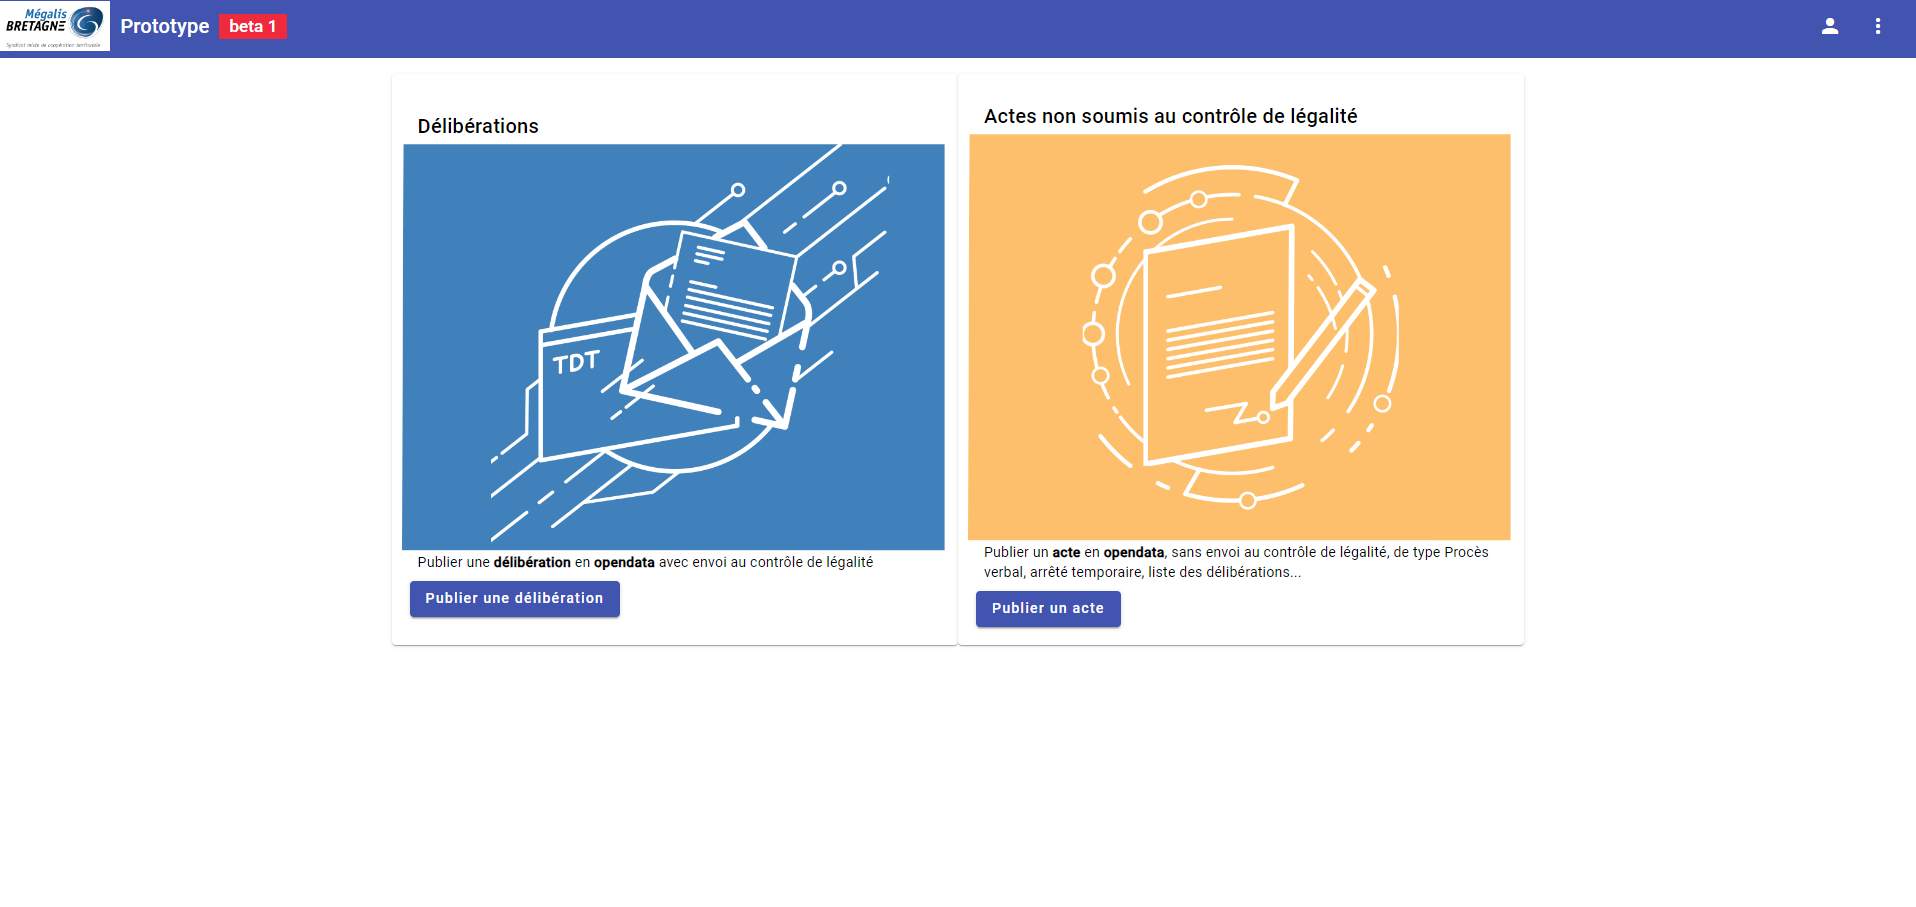 Mégalis
BRETAGNE
Syndicat mixte de coopération territoriale
Prototype beta 1
Délibérations
TDT
Publier une délibération en opendata avec envoi au contrôle de légalité
Publier une délibération
Actes non soumis au contrôle de légalité
Publier un acte en opendata, sans envoi au contrôle de légalité, de type Procès
verbal, arrêté temporaire, liste des délibérations...
Publier un acte